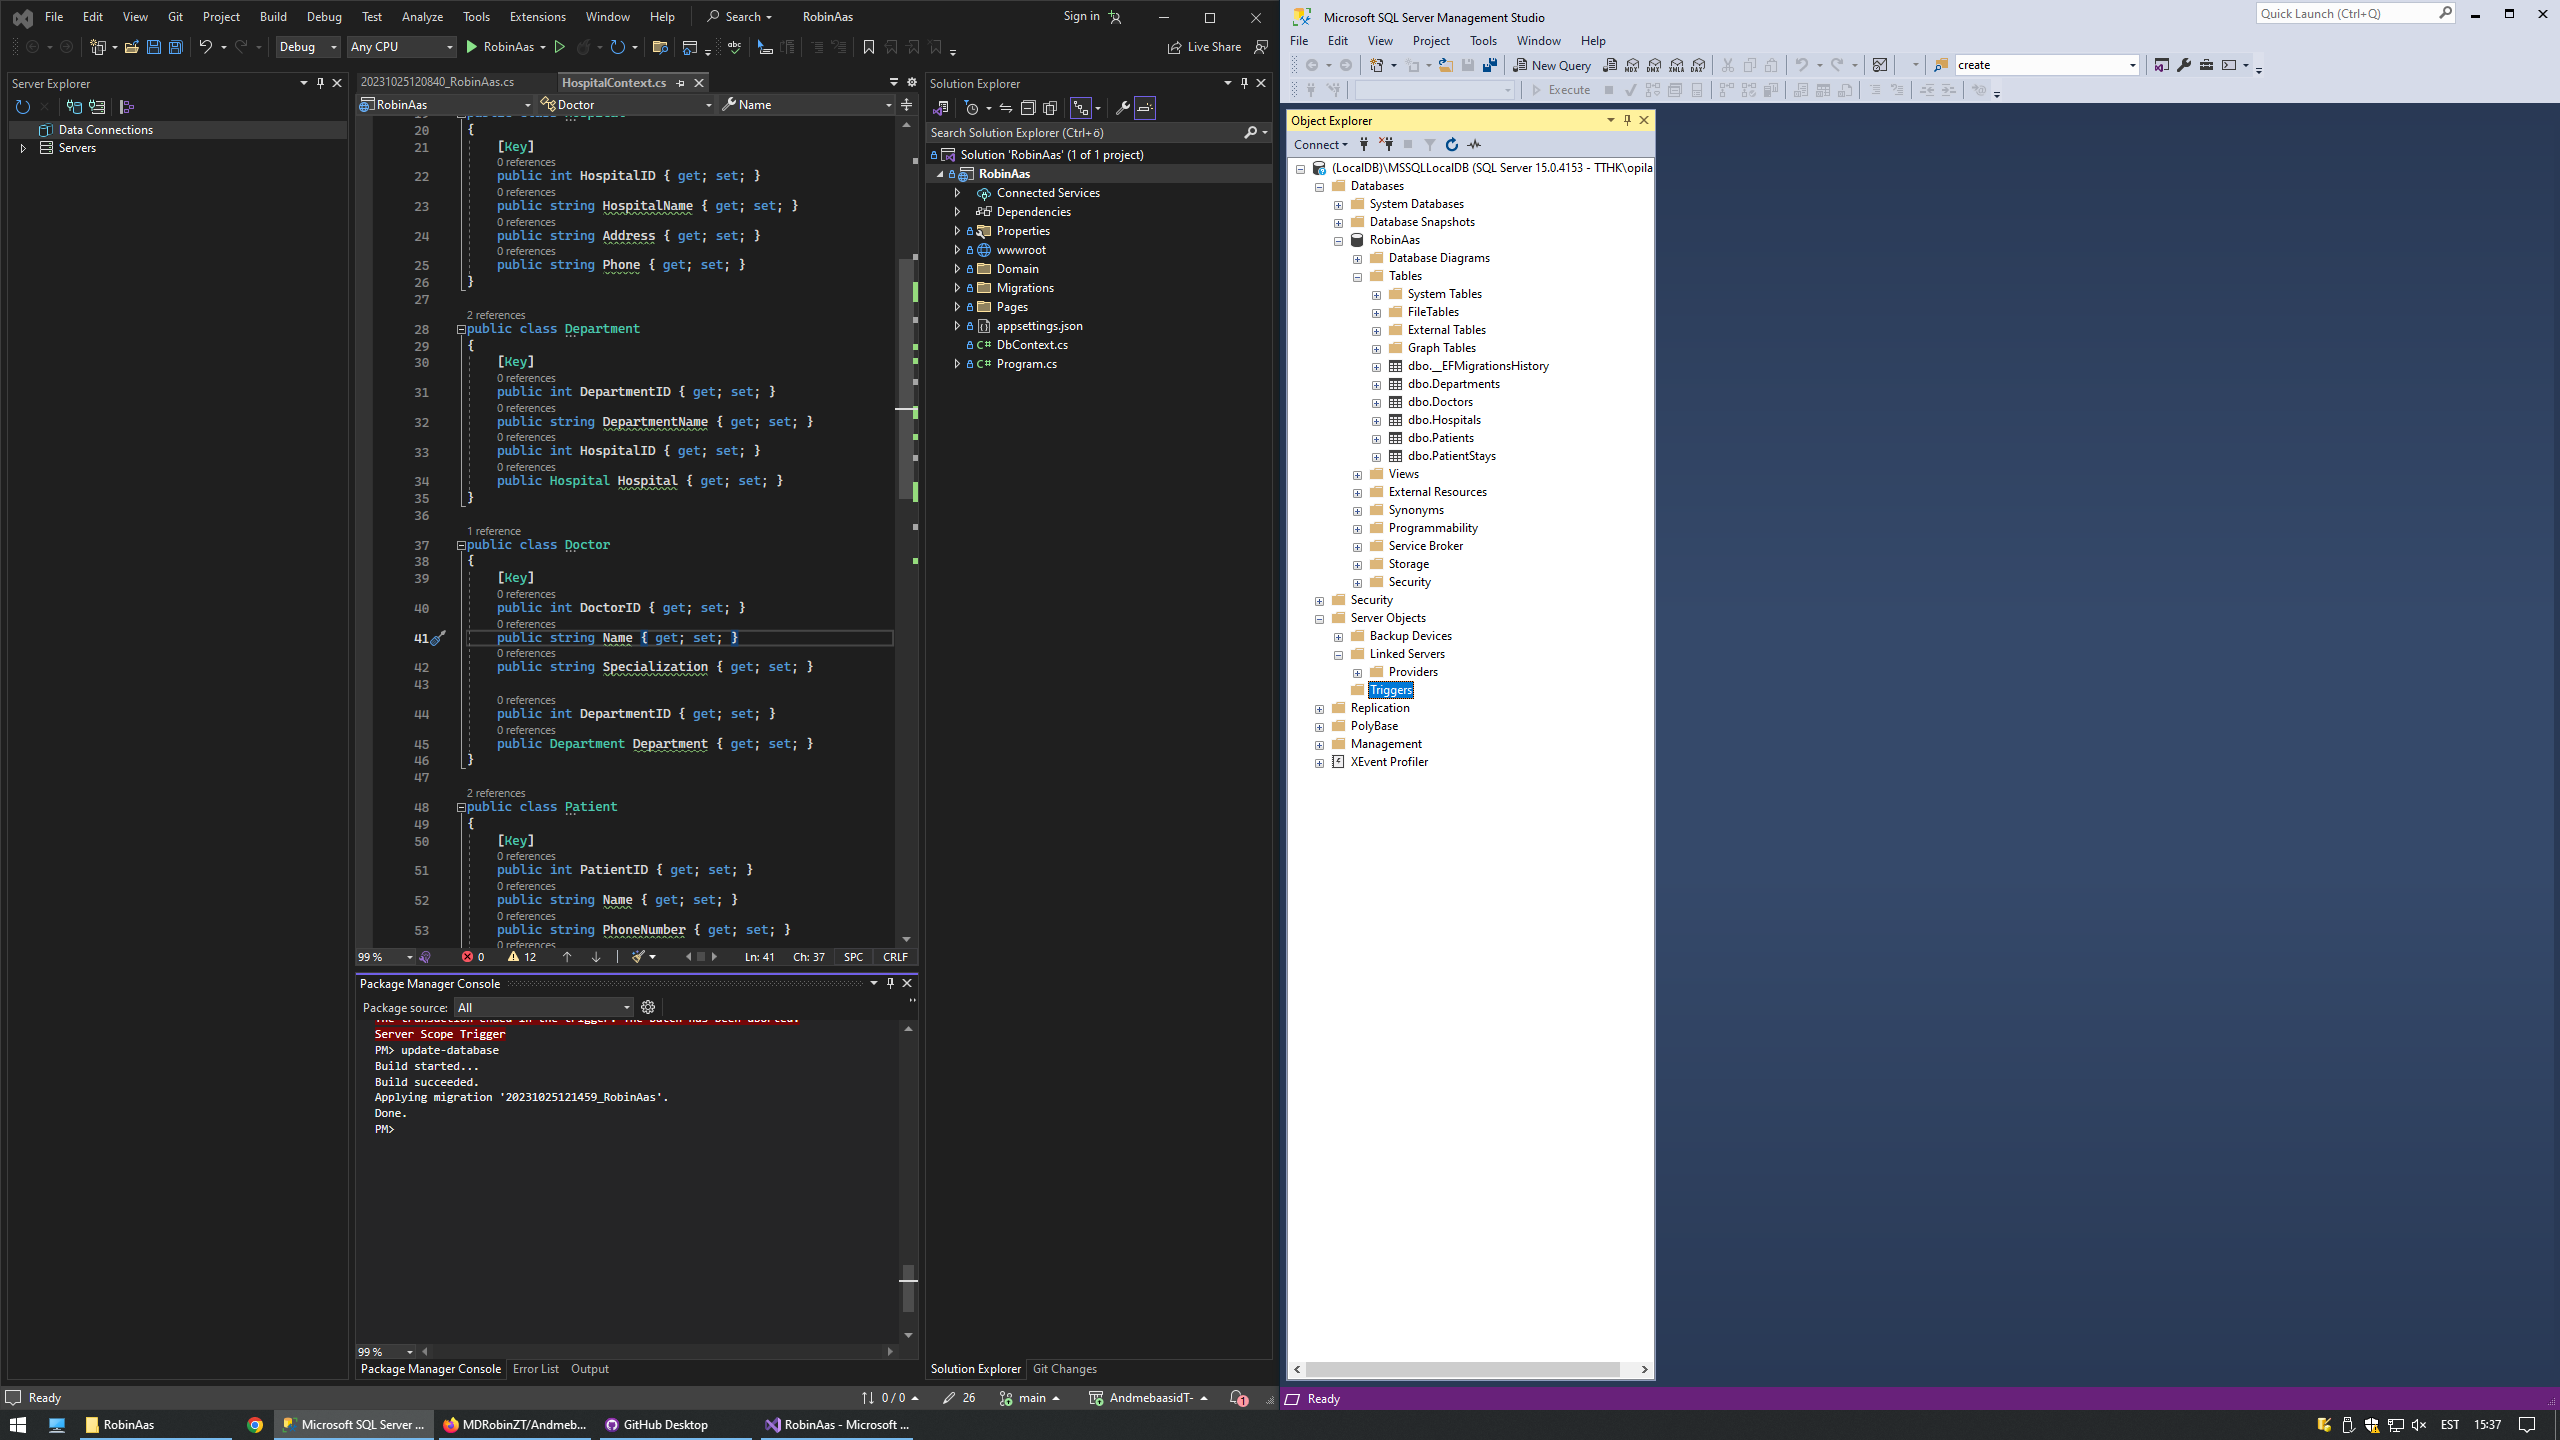 File Edit View Git Project Build Debug Test Analyze Tools Extensions Window Help Search RobinAas Sign in
Debug Any CPU RobinAas Live Share
Server Explorer
Data Connections
Servers
20231025120840_RobinAas.cs HospitalContext.cs
RobinAas Doctor Name
20 {
21 [Key]
0 references
22 public int HospitalID { get; set; }
0 references
23 public string HospitalName { get; set; }
0 references
24 public string Address { get; set; }
0 references
25 public string Phone { get; set; }
26 }
27
2 references
28 public class Department
29 {
30 [Key]
0 references
31 public int DepartmentID { get; set; }
0 references
32 public string DepartmentName { get; set; }
0 references
33 public int HospitalID { get; set; }
0 references
34 public Hospital Hospital { get; set; }
35 }
36
1 reference
37 public class Doctor
38 {
39 [Key]
0 references
40 public int DoctorID { get; set; }
0 references
41 public string Name { get; set; }
0 references
42 public string Specialization { get; set; }
43
0 references
44 public int DepartmentID { get; set; }
0 references
45 public Department Department { get; set; }
46 }
47
2 references
48 public class Patient
49 {
50 [Key]
0 references
51 public int PatientID { get; set; }
0 references
52 public string Name { get; set; }
0 references
53 public string PhoneNumber { get; set; }
0 references
99 % 0 12 Ln: 41 Ch: 37 SPC CRLF
Package Manager Console
Package source: All
The transaction ended in the trigger. The batch has been aborted.
Server Scope Trigger
PM> update-database
Build started...
Build succeeded.
Applying migration '20231025121459_RobinAas'.
Done.
PM>
99 %
Package Manager Console Error List Output
Solution Explorer
Search Solution Explorer (Ctrl+ö)
Solution 'RobinAas' (1 of 1 project)
RobinAas
Connected Services
Dependencies
Properties
wwwroot
Domain
Migrations
Pages
appsettings.json
C# DbContext.cs
C# Program.cs
Solution Explorer Git Changes
Ready 0 / 0 26 main AndmebaasidT- 1
Microsoft SQL Server Management Studio
Quick Launch (Ctrl+Q)
File Edit View Project Tools Window Help
New Query MDX DMX XMLA DAX create
Execute
Object Explorer
Connect
(LocalDB)\MSSQLLocalDB (SQL Server 15.0.4153 - TTHK\opila
Databases
System Databases
Database Snapshots
RobinAas
Database Diagrams
Tables
System Tables
FileTables
External Tables
Graph Tables
dbo.__EFMigrationsHistory
dbo.Departments
dbo.Doctors
dbo.Hospitals
dbo.Patients
dbo.PatientStays
Views
External Resources
Synonyms
Programmability
Service Broker
Storage
Security
Security
Server Objects
Backup Devices
Linked Servers
Providers
Triggers
Replication
PolyBase
Management
XEvent Profiler
Ready
RobinAas Microsoft SQL Server ... MDRobinZT/Andmeb... GitHub Desktop RobinAas - Microsoft ... EST 15:37